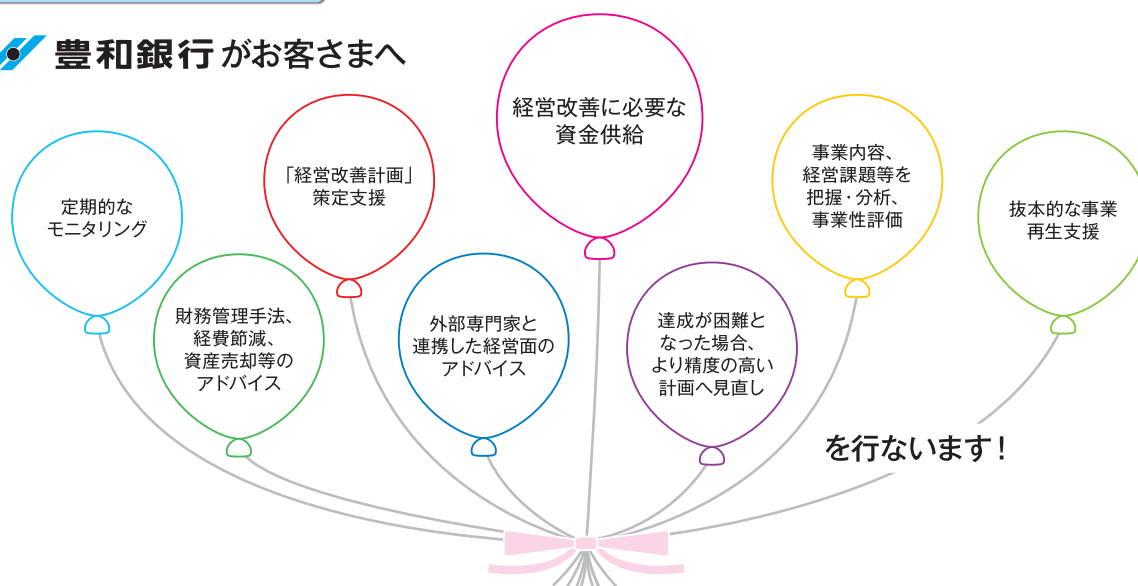 豊和銀行がお客さまへ
経営改善に必要な
資金供給
「経営改善計画」
策定支援
事業内容、
経営課題等を
把握・分析、
事業性評価
定期的な
モニタリング
抜本的な事業
再生支援
財務管理手法、
経費節減、
資産売却等の
アドバイス
外部専門家と
連携した経営面の
アドバイス
達成が困難と
なった場合、
より精度の高い
計画へ見直し
を行ないます！